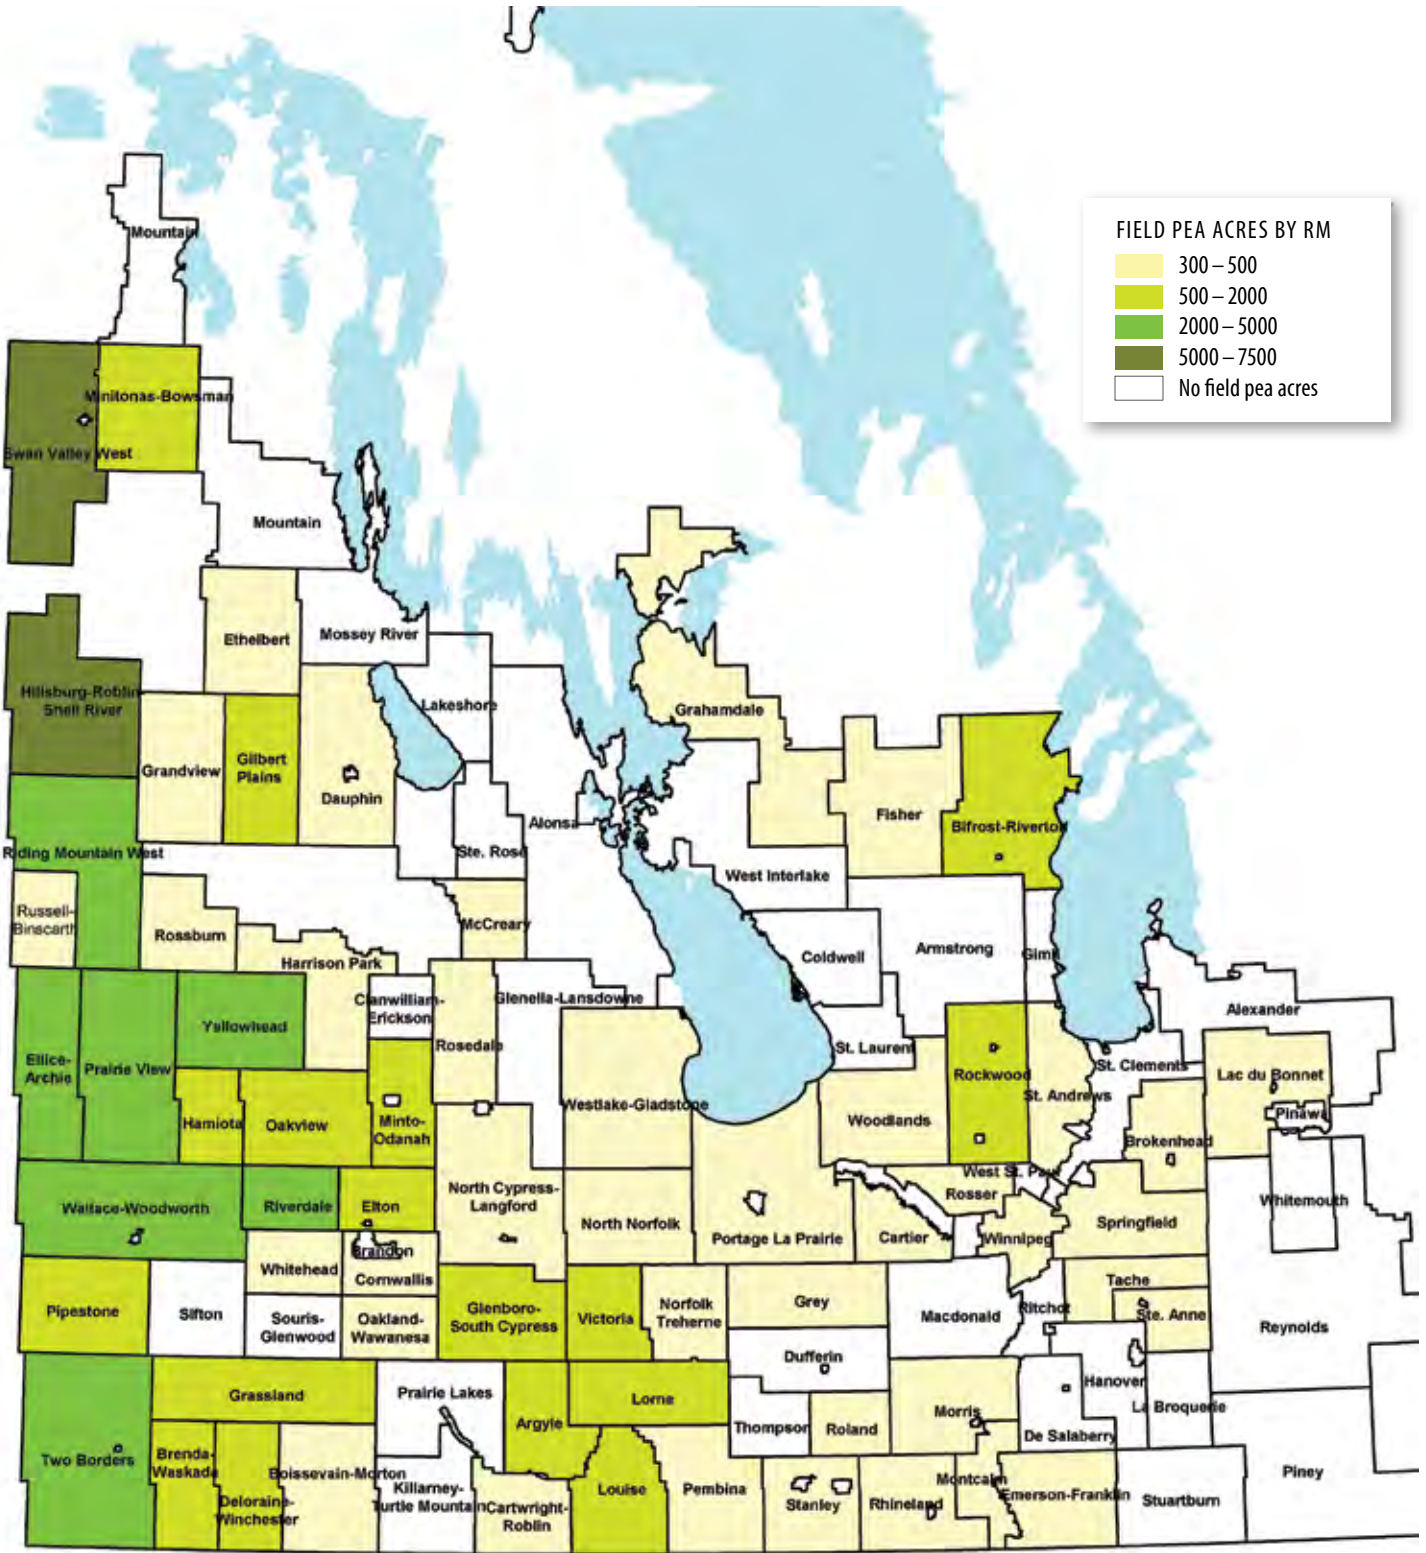 FIELD PEA ACRES BY RM
300 – 500
500 – 2000
2000 – 5000
5000 – 7500
No field pea acres
Mountain
Minitonas-Bowsman
Swan Valley West
Mountain
Ethelbert
Mossey River
Hillsburg-Roblin-
Shell River
Lakeshore
Grahamdale
Grandview
Gilbert
Plains
Dauphin
Alonsa
Fisher
Bifrost-Riverton
Riding Mountain West
Ste. Rose
West Interlake
Russell-
Binscarth
Rossburn
McCreary
Harrison Park
Coldwell
Armstrong
Gimli
Clanwilliam-
Erickson
Glenella-Lansdowne
Alexander
Yellowhead
Rosedale
St. Laurent
Ellice-
Archie
Prairie View
Rockwood
St. Clements
Lac du Bonnet
St. Andrews
Westlake-Gladstone
Woodlands
Pinawa
Hamiota
Oakview
Minto-
Odanah
Brokenhead
West St. Paul
Rosser
Whitemouth
Wallace-Woodworth
Riverdale
Elton
North Cypress-
Langford
North Norfolk
Portage La Prairie
Cartier
Winnipeg
Springfield
Brandon
Whitehead
Cornwallis
Tache
Pipestone
Sifton
Souris-
Glenwood
Oakland-
Wawanesa
Glenboro-
South Cypress
Victoria
Norfolk
Treherne
Grey
Macdonald
Ritchot
Ste. Anne
Reynolds
Dufferin
Grassland
Prairie Lakes
Lorne
Hanover
La Broquerie
Argyle
Thompson
Roland
Morris
De Salaberry
Two Borders
Brenda-
Waskada
Boissevain-Morton
Deloraine-
Winchester
Killarney-
Turtle Mountain
Cartwright-
Roblin
Louise
Pembina
Stanley
Rhineland
Montcalm
Emerson-Franklin
Stuartburn
Piney